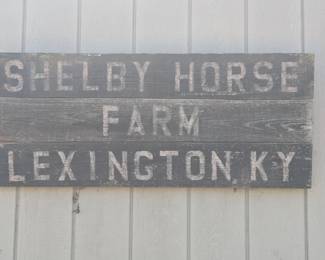 SHELBY HORSE
FARM
LEXINGTON, KY